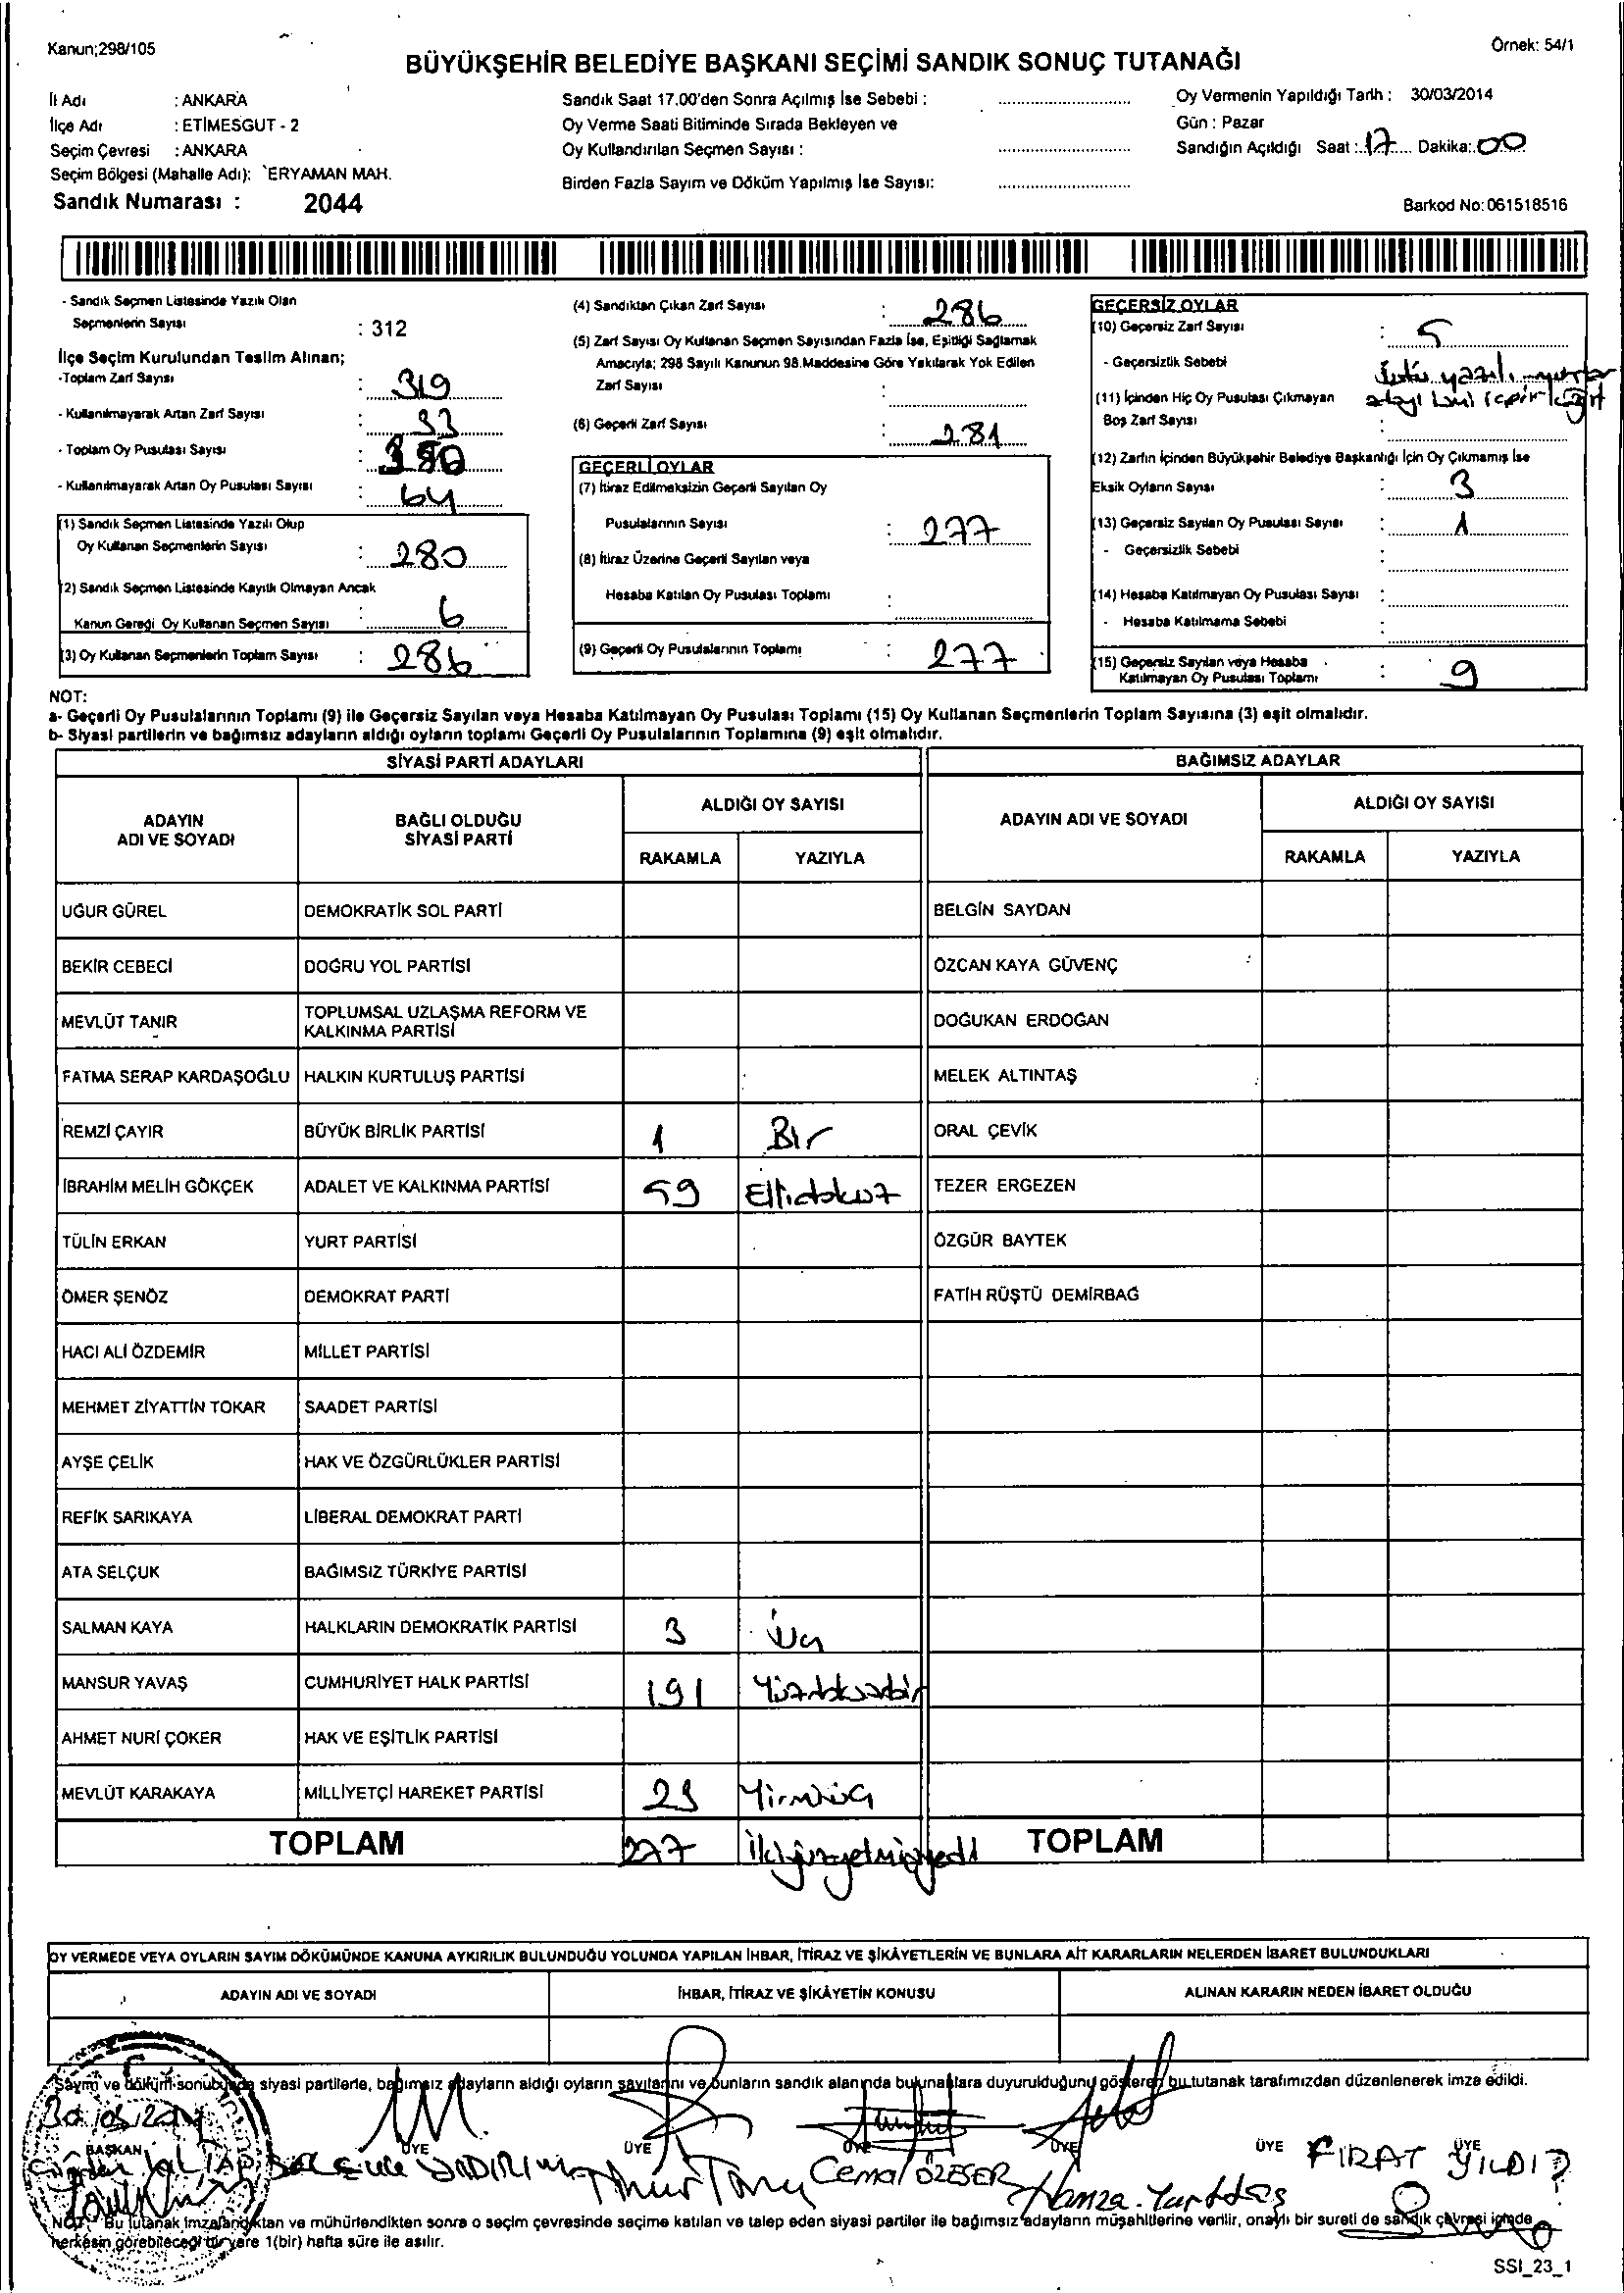 Kanun;298/105
Örnek: 54/1
BÜYÜKŞEHİR BELEDİYE BAŞKANI SEÇİMİ SANDIK SONUÇ TUTANAĞI
İl Adı : ANKARA
İlçe Adı : ETİMESGUT - 2
Seçim Çevresi : ANKARA
Seçim Bölgesi (Mahalle Adı): ERYAMAN MAH.
Sandık Numarası : 2044
Sandık Saat 17.00'den Sonra Açılmış İse Sebebi :
Oy Verme Saati Bitiminde Sırada Bekleyen ve
Oy Kullandırılan Seçmen Sayısı :
Birden Fazla Sayım ve Döküm Yapılmış İse Sayısı:
Oy Vermenin Yapıldığı Tarih : 30/03/2014
Gün : Pazar
Sandığın Açıldığı Saat : 17 Dakika: 00
Barkod No: 061518516
- Sandık Seçmen Listesinde Yazılı Olan
Seçmenlerin Sayısı : 312
İlçe Seçim Kurulundan Teslim Alınan;
-Toplam Zarf Sayısı : 319
- Kullanılmayarak Artan Zarf Sayısı : 33
- Toplam Oy Pusulası Sayısı : 350
- Kullanılmayarak Artan Oy Pusulası Sayısı : 64
(1) Sandık Seçmen Listesinde Yazılı Olup
Oy Kullanan Seçmenlerin Sayısı : 280
(2) Sandık Seçmen Listesinde Kayıtlı Olmayan Ancak
Kanun Gereği Oy Kullanan Seçmen Sayısı : 6
(3) Oy Kullanan Seçmenlerin Toplam Sayısı : 286
(4) Sandıktan Çıkan Zarf Sayısı : 286
(5) Zarf Sayısı Oy Kullanan Seçmen Sayısından Fazla İse, Eşitliği Sağlamak
Amacıyla; 298 Sayılı Kanunun 98.Maddesine Göre Yakılarak Yok Edilen
Zarf Sayısı :
(6) Geçerli Zarf Sayısı : 281
GEÇERLİ OYLAR
(7) İtiraz Edilmeksizin Geçerli Sayılan Oy
Pusulalarının Sayısı : 277
(8) İtiraz Üzerine Geçerli Sayılan veya
Hesaba Katılan Oy Pusulası Toplamı :
(9) Geçerli Oy Pusulalarının Toplamı : 277
GEÇERSİZ OYLAR
(10) Geçersiz Zarf Sayısı : 5
- Geçersizlik Sebebi üstü yazılı
(11) İçinden Hiç Oy Pusulası Çıkmayan
Boş Zarf Sayısı :
(12) Zarfın İçinden Büyükşehir Belediye Başkanlığı İçin Oy Çıkmamış İse
Eksik Oyların Sayısı : 3
(13) Geçersiz Sayılan Oy Pusulası Sayısı : 1
- Geçersizlik Sebebi :
(14) Hesaba Katılmayan Oy Pusulası Sayısı :
- Hesaba Katılmama Sebebi :
(15) Geçersiz Sayılan veya Hesaba
Katılmayan Oy Pusulası Toplamı : 9
NOT:
a- Geçerli Oy Pusulalarının Toplamı (9) ile Geçersiz Sayılan veya Hesaba Katılmayan Oy Pusulası Toplamı (15) Oy Kullanan Seçmenlerin Toplam Sayısına (3) eşit olmalıdır.
b- Siyasi partilerin ve bağımsız adayların aldığı oyların toplamı Geçerli Oy Pusulalarının Toplamına (9) eşit olmalıdır.
SİYASİ PARTİ ADAYLARI
BAĞIMSIZ ADAYLAR
ADAYIN
ADI VE SOYADI
BAĞLI OLDUĞU
SİYASİ PARTİ
ALDIĞI OY SAYISI
RAKAMLA YAZIYLA
ADAYIN ADI VE SOYADI
ALDIĞI OY SAYISI
RAKAMLA YAZIYLA
UĞUR GÜREL DEMOKRATİK SOL PARTİ BELGİN SAYDAN
BEKİR CEBECİ DOĞRU YOL PARTİSİ ÖZCAN KAYA GÜVENÇ
MEVLÜT TANIR TOPLUMSAL UZLAŞMA REFORM VE
KALKINMA PARTİSİ DOĞUKAN ERDOĞAN
FATMA SERAP KARDAŞOĞLU HALKIN KURTULUŞ PARTİSİ MELEK ALTINTAŞ
REMZİ ÇAYIR BÜYÜK BİRLİK PARTİSİ 1 Bir ORAL ÇEVİK
İBRAHİM MELİH GÖKÇEK ADALET VE KALKINMA PARTİSİ 59 Ellidokuz TEZER ERGEZEN
TÜLİN ERKAN YURT PARTİSİ ÖZGÜR BAYTEK
ÖMER ŞENÖZ DEMOKRAT PARTİ FATİH RÜŞTÜ DEMİRBAĞ
HACI ALİ ÖZDEMİR MİLLET PARTİSİ
MEHMET ZİYATTİN TOKAR SAADET PARTİSİ
AYŞE ÇELİK HAK VE ÖZGÜRLÜKLER PARTİSİ
REFİK SARIKAYA LİBERAL DEMOKRAT PARTİ
ATA SELÇUK BAĞIMSIZ TÜRKİYE PARTİSİ
SALMAN KAYA HALKLARIN DEMOKRATİK PARTİSİ 3 Üç
MANSUR YAVAŞ CUMHURİYET HALK PARTİSİ 191 Yüzdoksanbir
AHMET NURİ ÇOKER HAK VE EŞİTLİK PARTİSİ
MEVLÜT KARAKAYA MİLLİYETÇİ HAREKET PARTİSİ 23 Yirmiüç
TOPLAM 277 İkiyüzyetmişyedi TOPLAM
OY VERMEDE VEYA OYLARIN SAYIM DÖKÜMÜNDE KANUNA AYKIRILIK BULUNDUĞU YOLUNDA YAPILAN İHBAR, İTİRAZ VE ŞİKÂYETLERİN VE BUNLARA AİT KARARLARIN NELERDEN İBARET BULUNDUKLARI
ADAYIN ADI VE SOYADI İHBAR, İTİRAZ VE ŞİKÂYETİN KONUSU ALINAN KARARIN NEDEN İBARET OLDUĞU
Sayım ve döküm sonucunda siyasi partilerle, bağımsız adayların aldığı oyların sayılarını ve bunların sandık alanında bulunanlara duyurulduğunu gösteren bu tutanak tarafımızdan düzenlenerek imza edildi.
30/03/2014
BAŞKAN ÜYE ÜYE ÜYE ÜYE ÜYE ÜYE
YILDIRIM Cemal ÖZESER Hamza Yurttaş FIRAT YILDIZ
NOT: Bu tutanak imzalandıktan ve mühürlendikten sonra o seçim çevresinde seçime katılan ve talep eden siyasi partiler ile bağımsız adayların müşahitlerine verilir, onaylı bir sureti de sandık çevresi içinde
herkesin görebileceği bir yere 1(bir) hafta süre ile asılır.
SSI_23_1